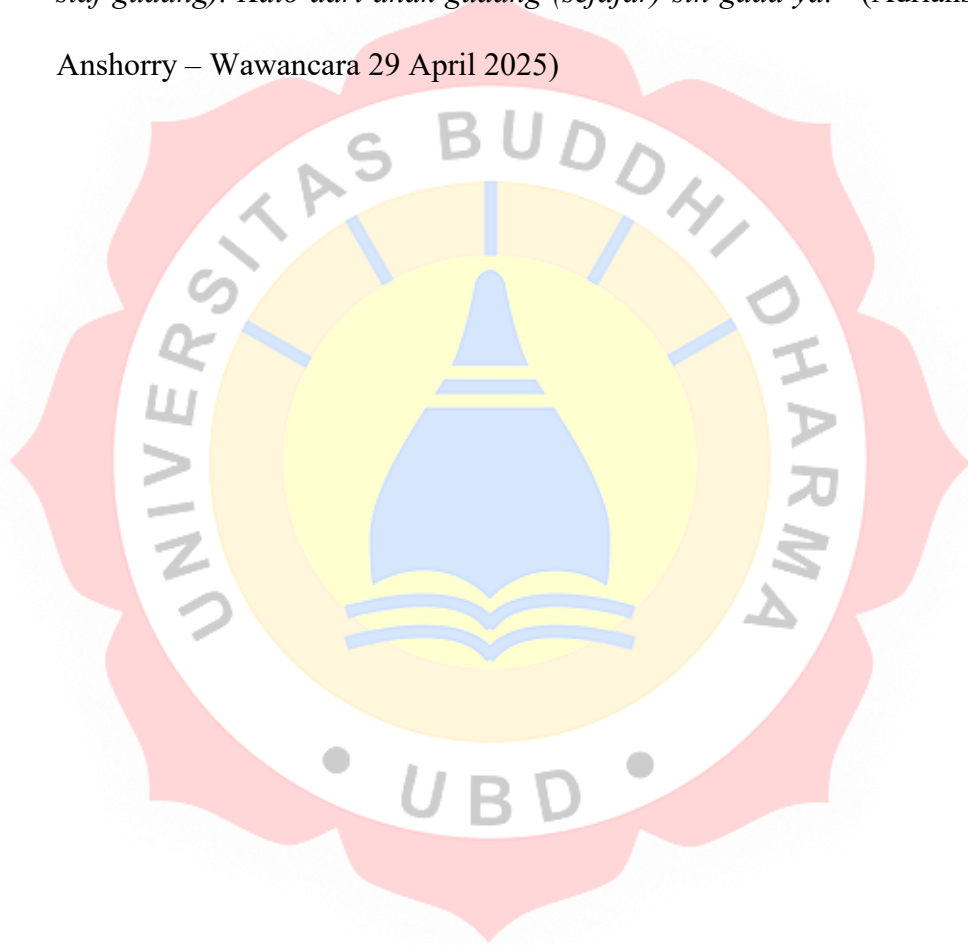 staf gudang). Kalo dari anak gudang (sejajar) sih gada ya." (Adrians
Anshorry – Wawancara 29 April 2025)
UNIVERSITAS BUDDHI DHARMA
• UBD •